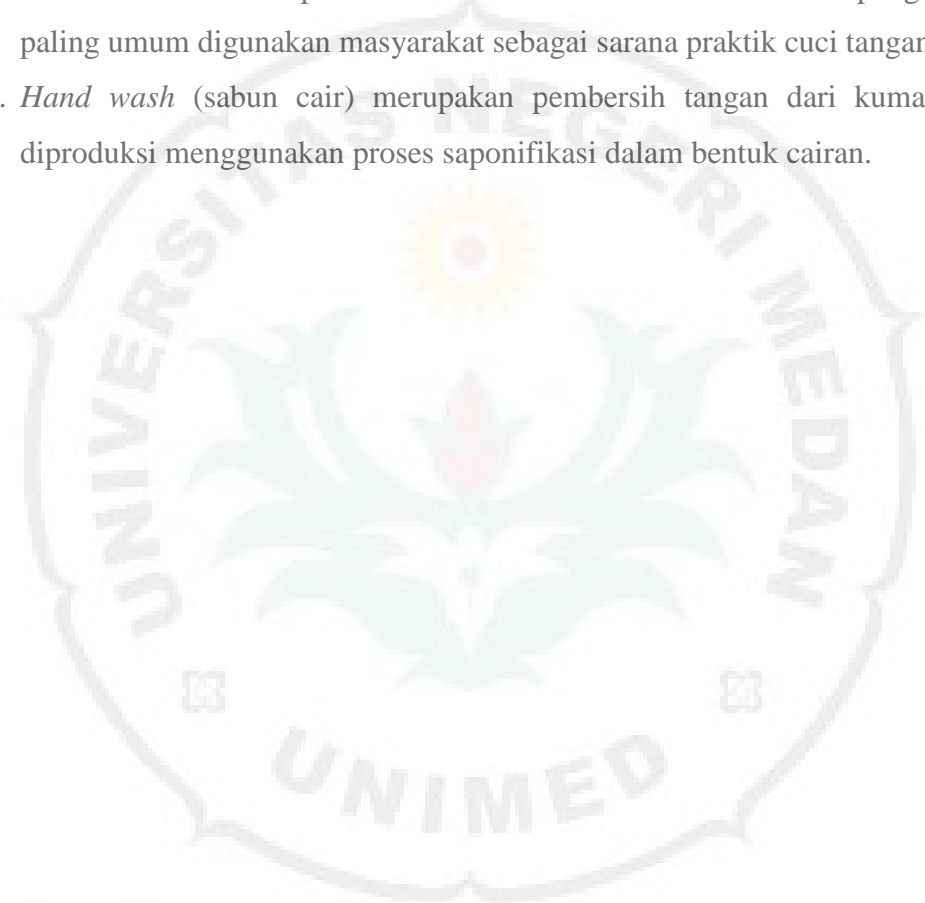 paling umum digunakan masyarakat sebagai sarana praktik cuci tangan
. Hand wash (sabun cair) merupakan pembersih tangan dari kuma
diproduksi menggunakan proses saponifikasi dalam bentuk cairan.
UNIVERSITAS NEGERI MEDAN
UNIMED